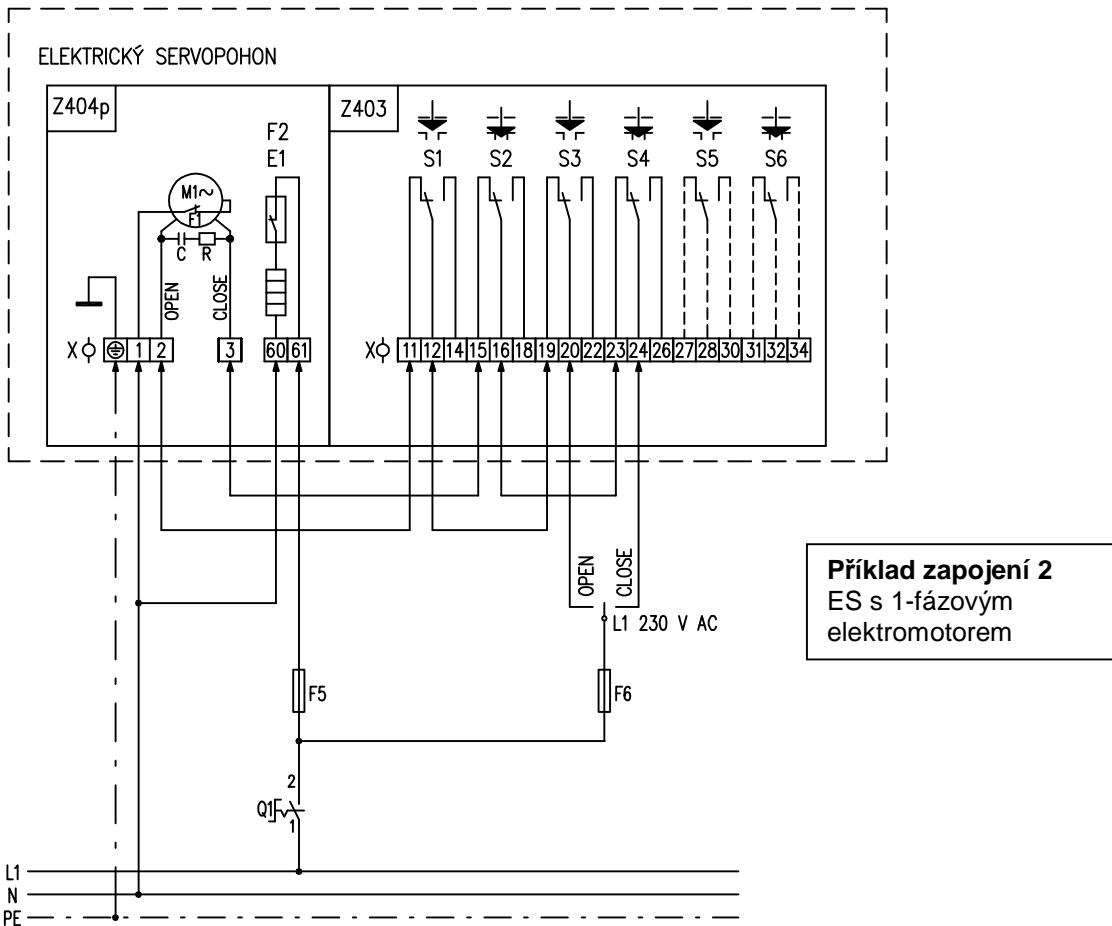 ELEKTRICKÝ SERVOPOHON
Z404p
Z403
F2
E1
S1 S2 S3 S4 S5 S6
M1~
F1
C R
OPEN
CLOSE
X 1 2 3 60 61
X 11 12 14 15 16 18 19 20 22 23 24 26 27 28 30 31 32 34
OPEN
CLOSE
L1 230 V AC
Příklad zapojení 2
ES s 1-fázovým
elektromotorem
F5
F6
2
Q1
1
L1
N
PE